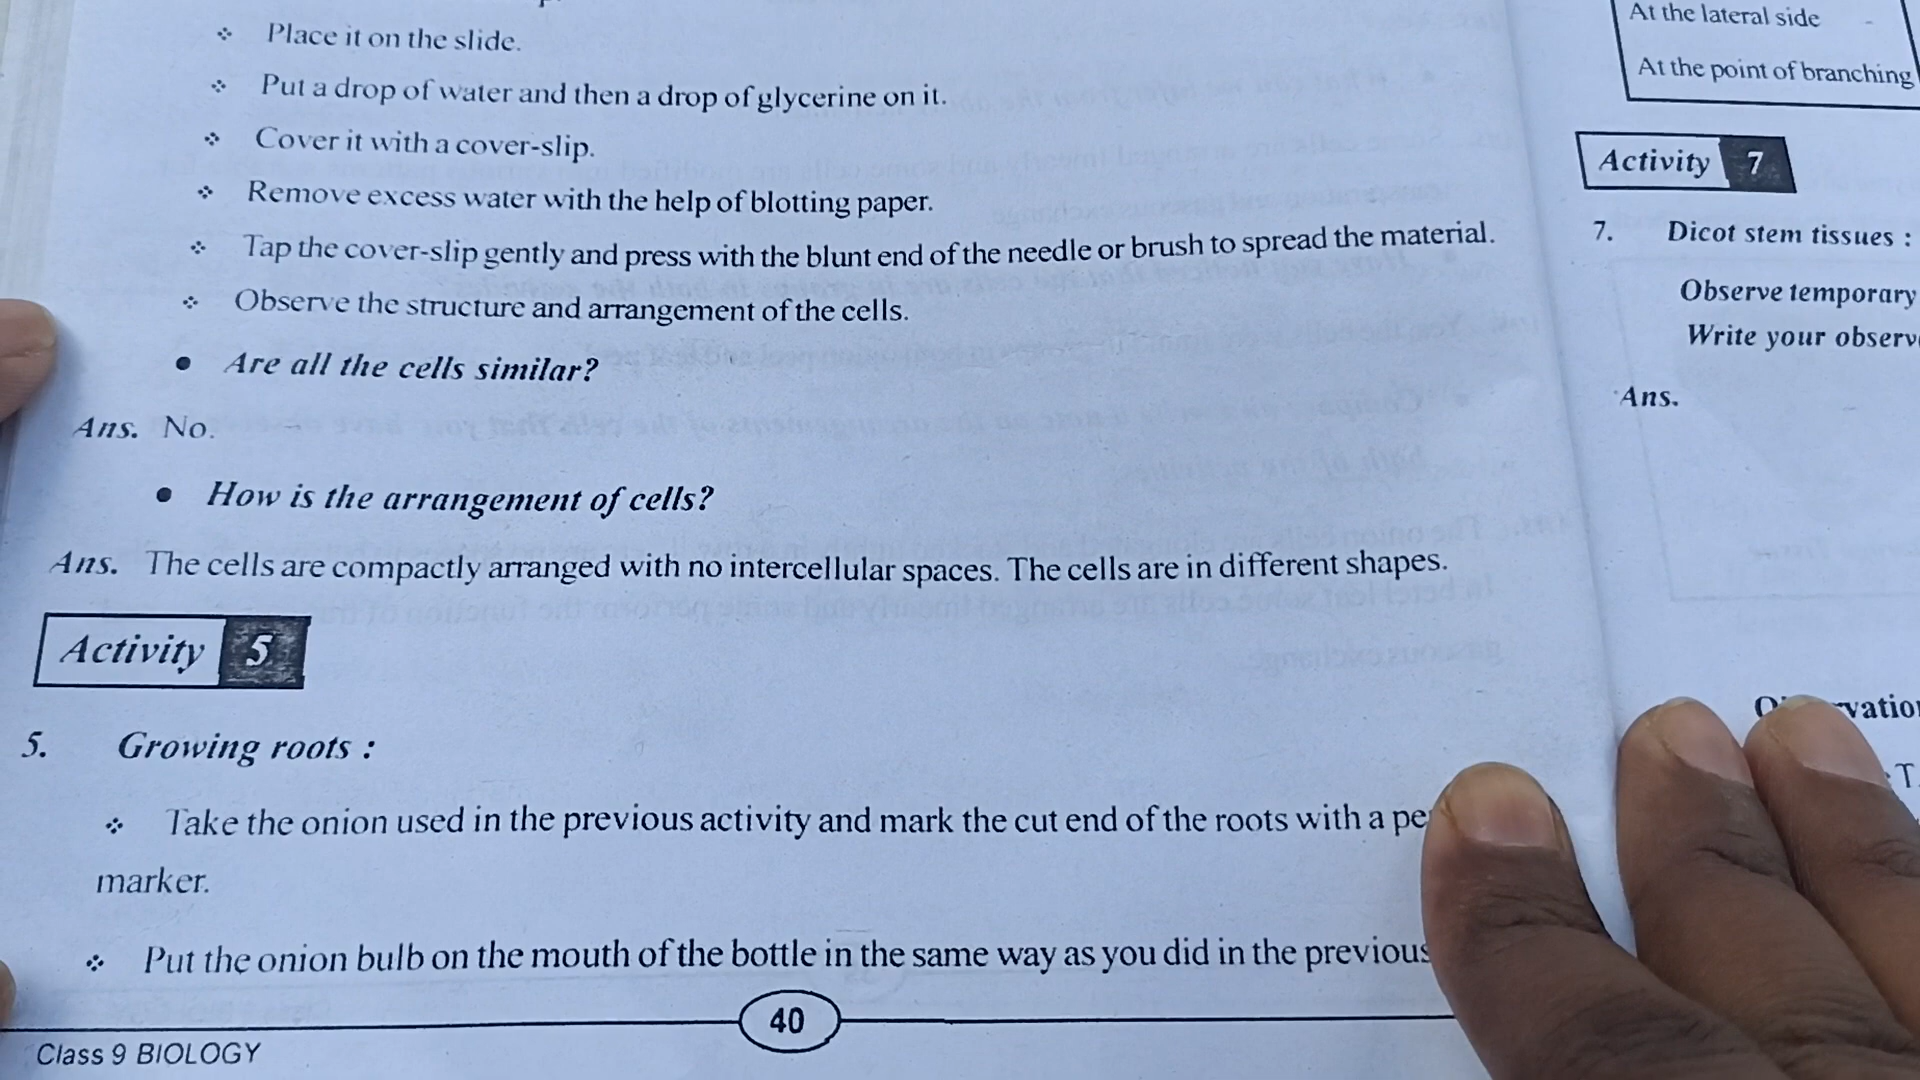 Place it on the slide.
Put a drop of water and then a drop of glycerine on it.
Cover it with a cover-slip.
Remove excess water with the help of blotting paper.
Tap the cover-slip gently and press with the blunt end of the needle or brush to spread the material.
Observe the structure and arrangement of the cells.
• Are all the cells similar?
Ans. No.
• How is the arrangement of cells?
Ans. The cells are compactly arranged with no intercellular spaces. The cells are in different shapes.
Activity 5
5. Growing roots :
Take the onion used in the previous activity and mark the cut end of the roots with a
marker.
Put the onion bulb on the mouth of the bottle in the same way as you did in the previous
40
Class 9 BIOLOGY
At the lateral side
At the point of branching
Activity 7
7. Dicot stem tissues :
Observe temporary
Write your
Ans.